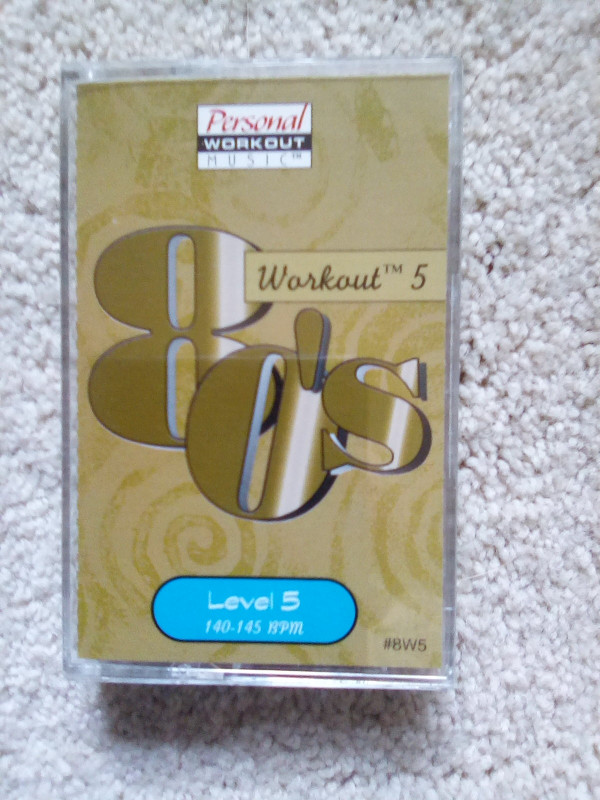 Personal
WORKOUT
MUSIC™
Workout™ 5
80's
Level 5
140-145 BPM
#8W5